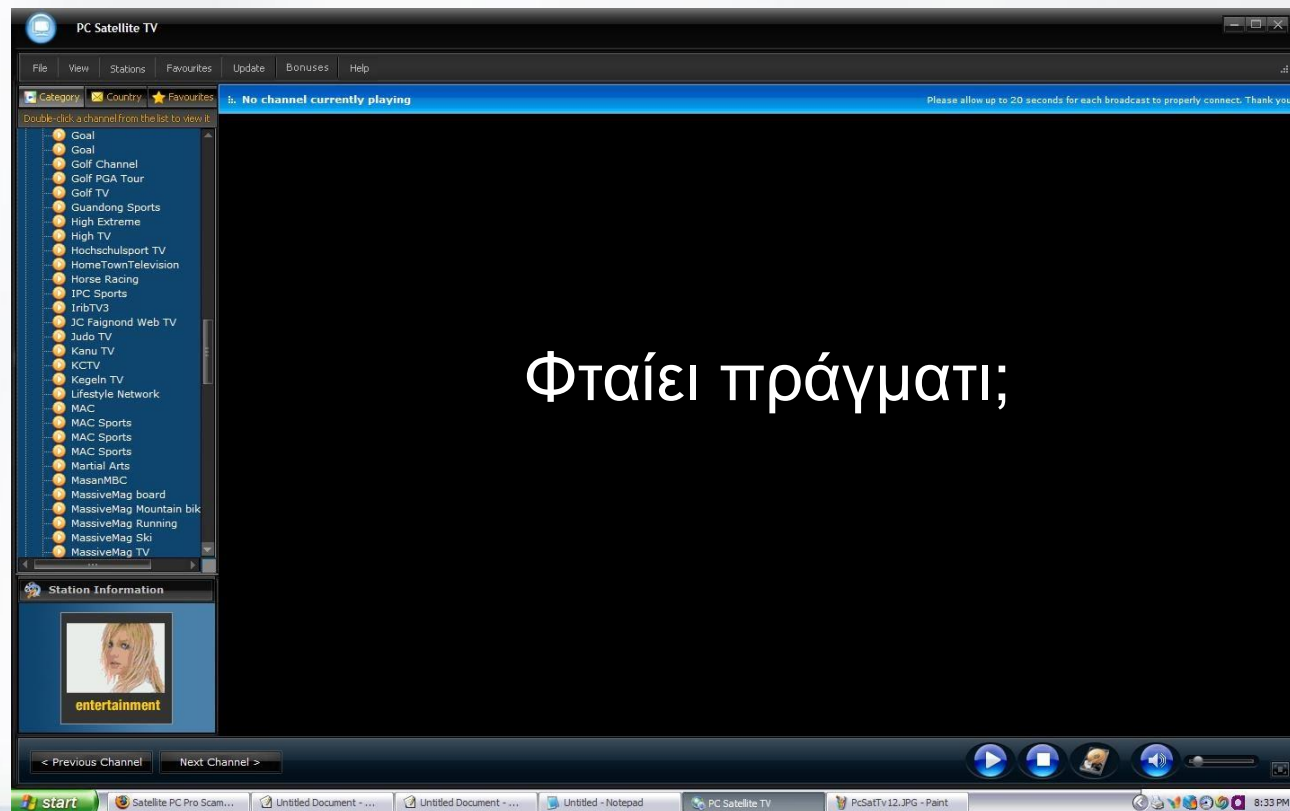 PC Satellite TV
File View Stations Favourites Update Bonuses Help
Category Country Favourites
:. No channel currently playing
Please allow up to 20 seconds for each broadcast to properly connect. Thank you
Double-click a channel from the list to view it
Goal
Goal
Golf Channel
Golf PGA Tour
Golf TV
Guandong Sports
High Extreme
High TV
Hochschulsport TV
HomeTownTelevision
Horse Racing
IPC Sports
IribTV3
JC Faignond Web TV
Judo TV
Kanu TV
KCTV
Kegeln TV
Lifestyle Network
MAC
MAC Sports
MAC Sports
MAC Sports
Martial Arts
MasanMBC
MassiveMag board
MassiveMag Mountain bik
MassiveMag Running
MassiveMag Ski
MassiveMag TV
Φταίει πράγματι;
Station Information
entertainment
< Previous Channel Next Channel >
start Satellite PC Pro Scam... Untitled Document - ... Untitled Document - ... Untitled - Notepad PC Satellite TV PcSatTv12.JPG - Paint 8:33 PM